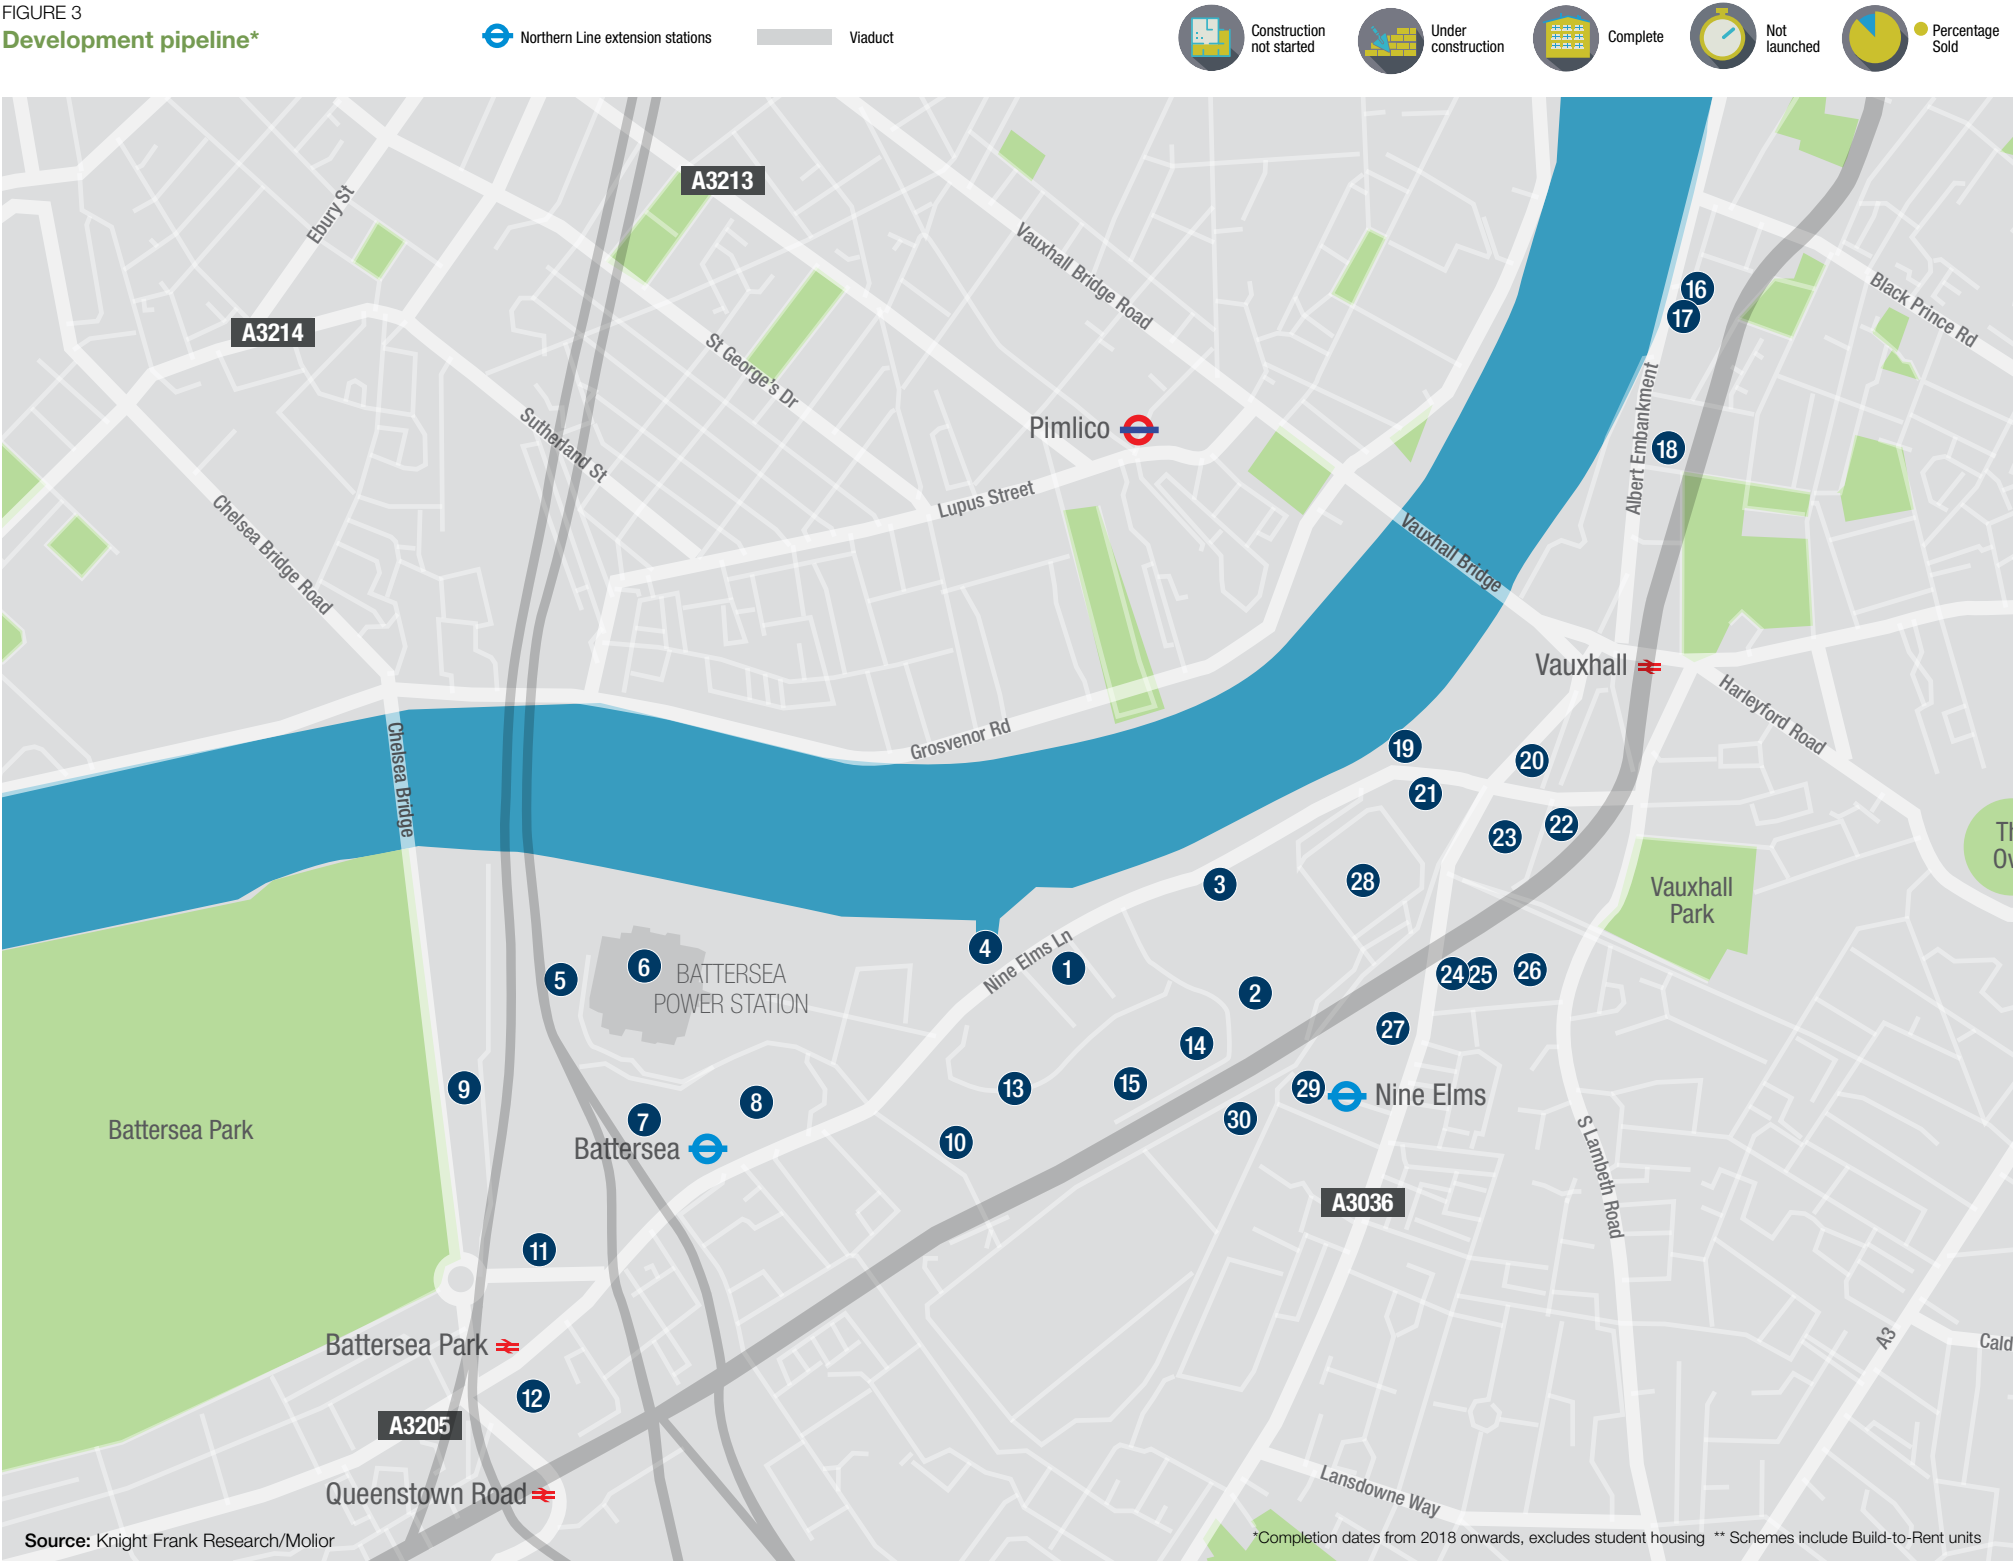 FIGURE 3
Development pipeline*
Northern Line extension stations
Viaduct
Construction
not started
Under
construction
Complete
Not
launched
Percentage
Sold
A3213
Ebury St
Vauxhall Bridge Road
16
Black Prince Rd
17
A3214
St George's Dr
Albert Embankment
Pimlico
Sutherland St
18
Lupus Street
Chelsea Bridge Road
Vauxhall Bridge
Vauxhall
Harleyford Road
Grosvenor Rd
Chelsea Bridge
19
20
21
22
23
Th
Ov
3
28
Vauxhall
Park
4
Nine Elms Ln
1
5
6
BATTERSEA
POWER STATION
24
25
26
2
27
14
9
13
15
29
Nine Elms
8
7
30
Battersea Park
Battersea
10
S Lambeth Road
A3036
11
Battersea Park
A3
Cald
12
A3205
Queenstown Road
Lansdowne Way
Source: Knight Frank Research/Molior
*Completion dates from 2018 onwards, excludes student housing ** Schemes include Build-to-Rent units